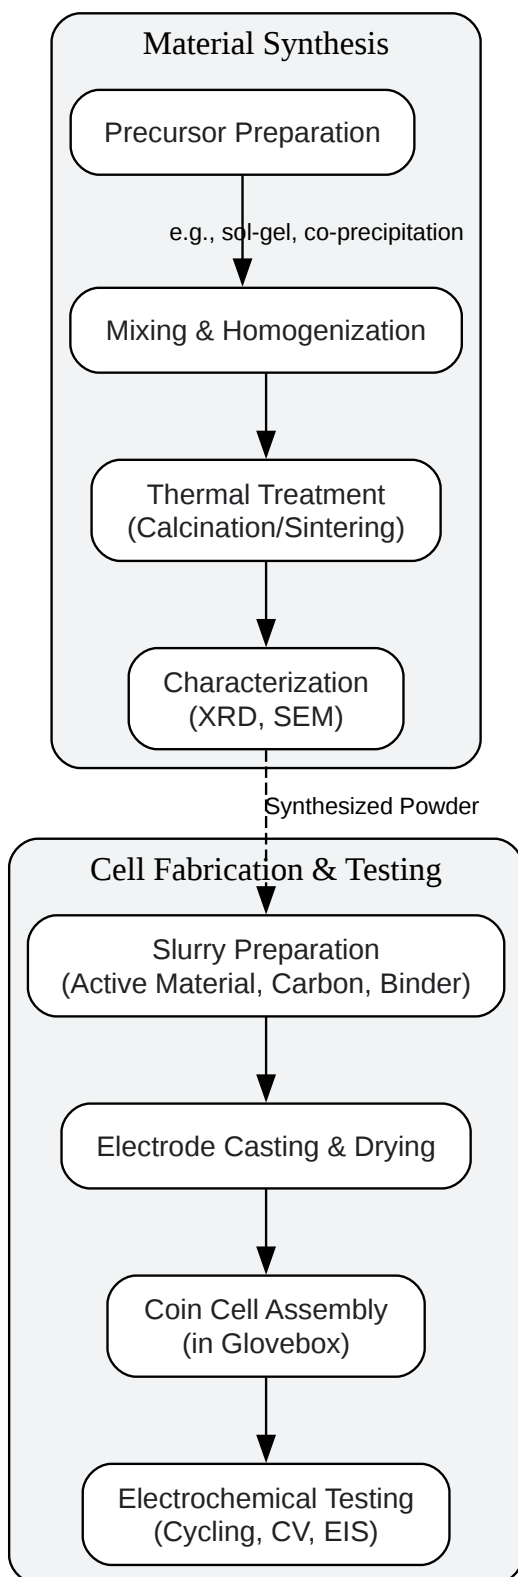 Material Synthesis
Precursor Preparation
e.g., sol-gel, co-precipitation
Mixing & Homogenization
Thermal Treatment
(Calcination/Sintering)
Characterization
(XRD, SEM)
Synthesized Powder
Cell Fabrication & Testing
Slurry Preparation
(Active Material, Carbon, Binder)
Electrode Casting & Drying
Coin Cell Assembly
(in Glovebox)
Electrochemical Testing
(Cycling, CV, EIS)